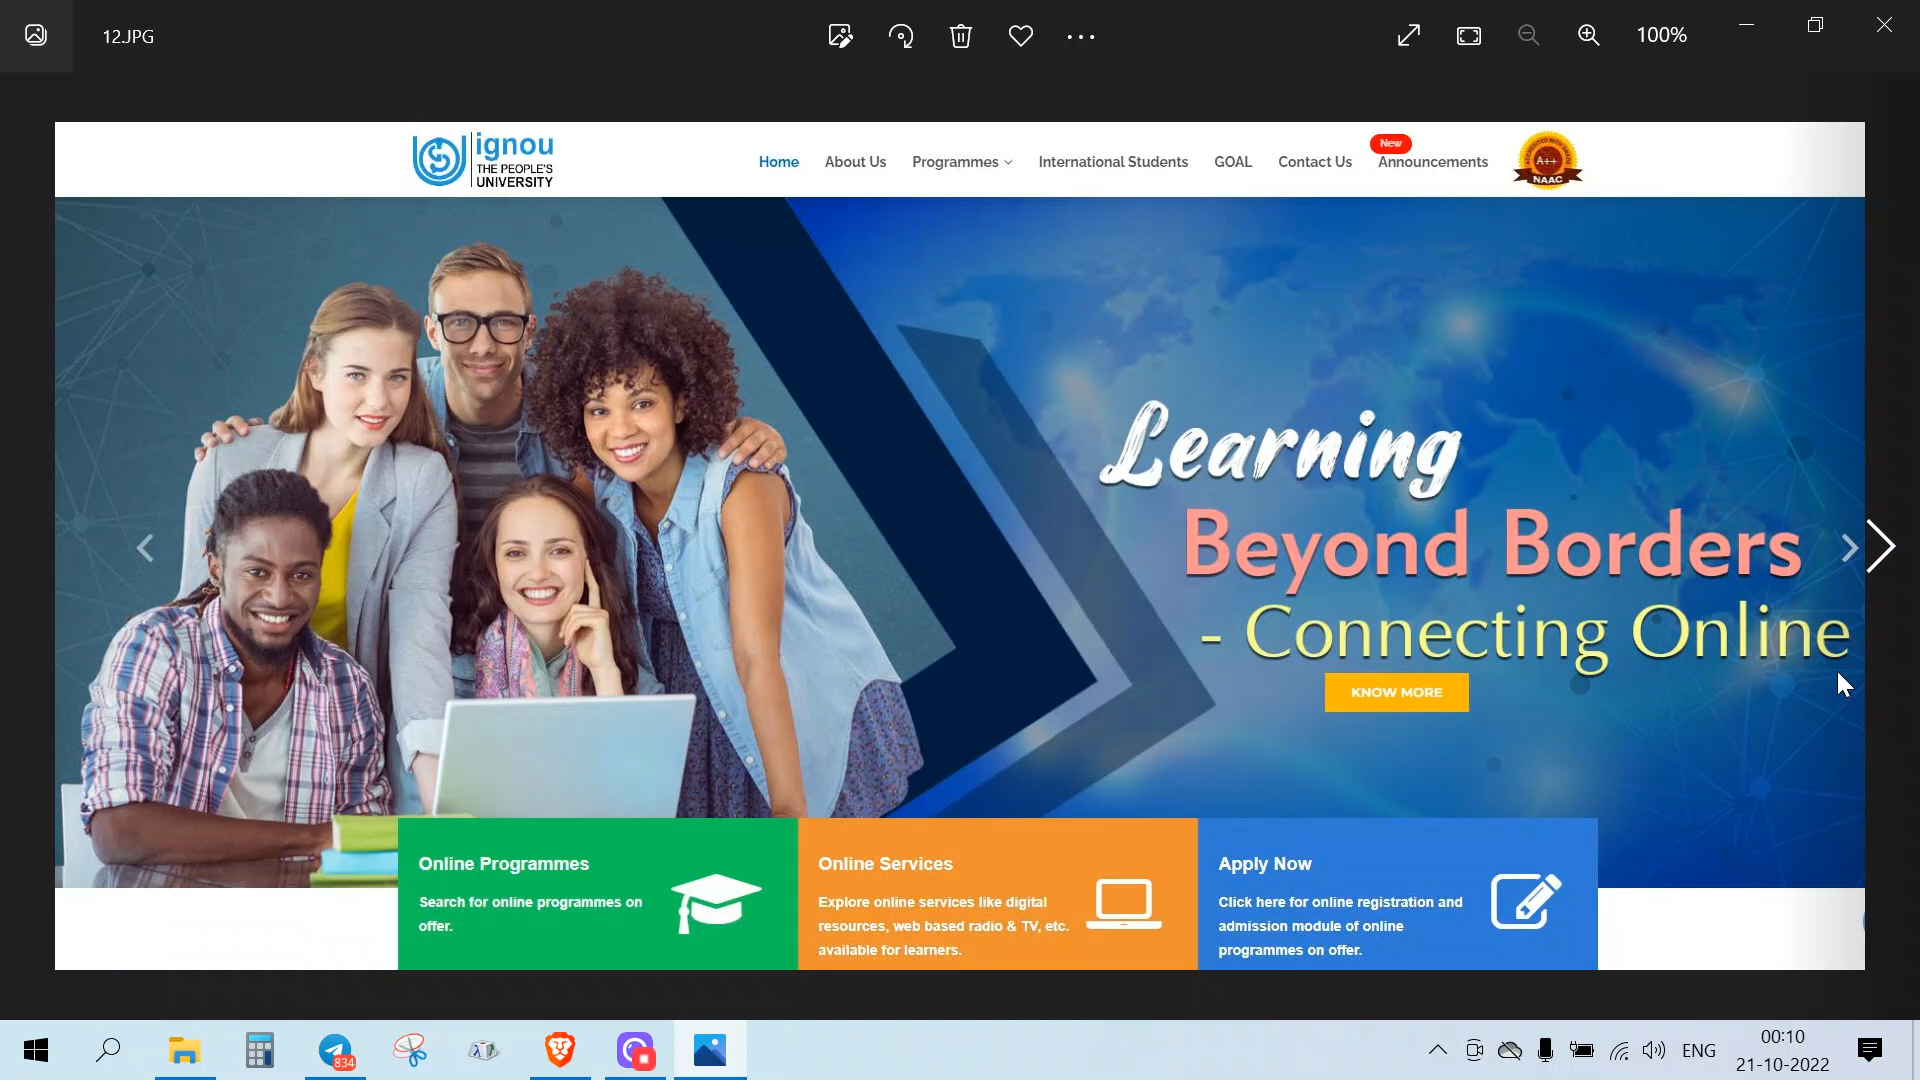 12.JPG
100%
ignou
THE PEOPLE'S
UNIVERSITY
Home
About Us
Programmes
International Students
GOAL
Contact Us
New
Announcements
ACCREDITED WITH GRADE
A++
NAAC
Learning
Beyond Borders
- Connecting Online
KNOW MORE
Online Programmes
Search for online programmes on
offer.
Online Services
Explore online services like digital
resources, web based radio & TV, etc.
available for learners.
Apply Now
Click here for online registration and
admission module of online
programmes on offer.
834
ENG
00:10
21-10-2022